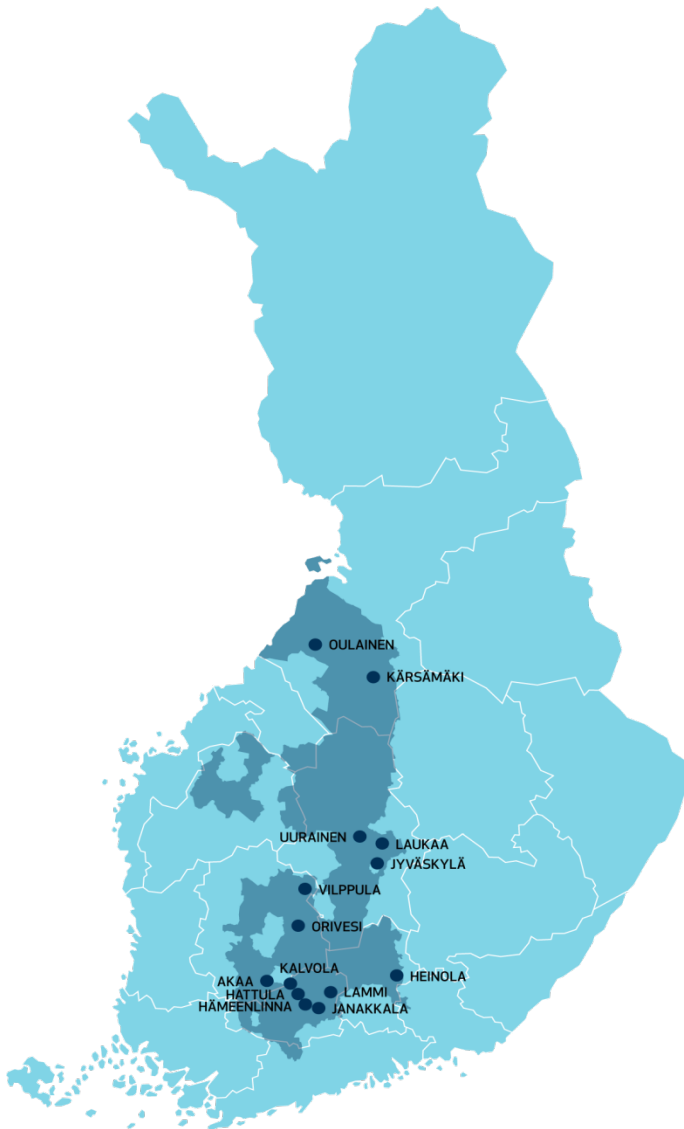 OULAINEN
KÄRSÄMÄKI
UURAINEN
LAUKAA
JYVÄSKYLÄ
VILPPULA
ORIVESI
KALVOLA
HEINOLA
AKAA
HATTULA
LAMMI
HÄMEENLINNA
JANAKKALA